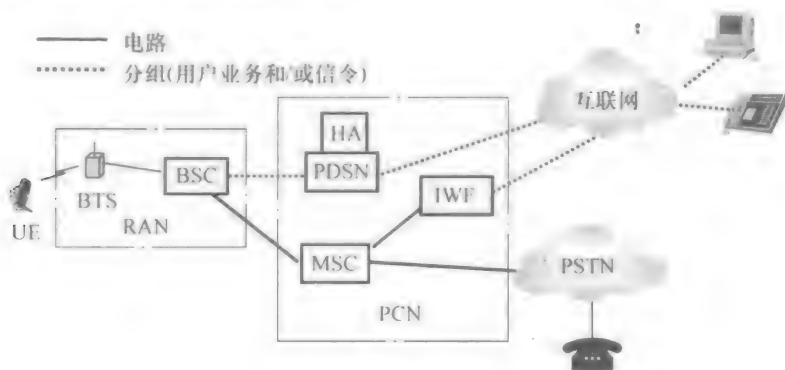 电路
分组(用户业务和/或信令)
互联网
HA
PDSN
BSC
IWF
BTS
UE
RAN
MSC
PSTN
PCN